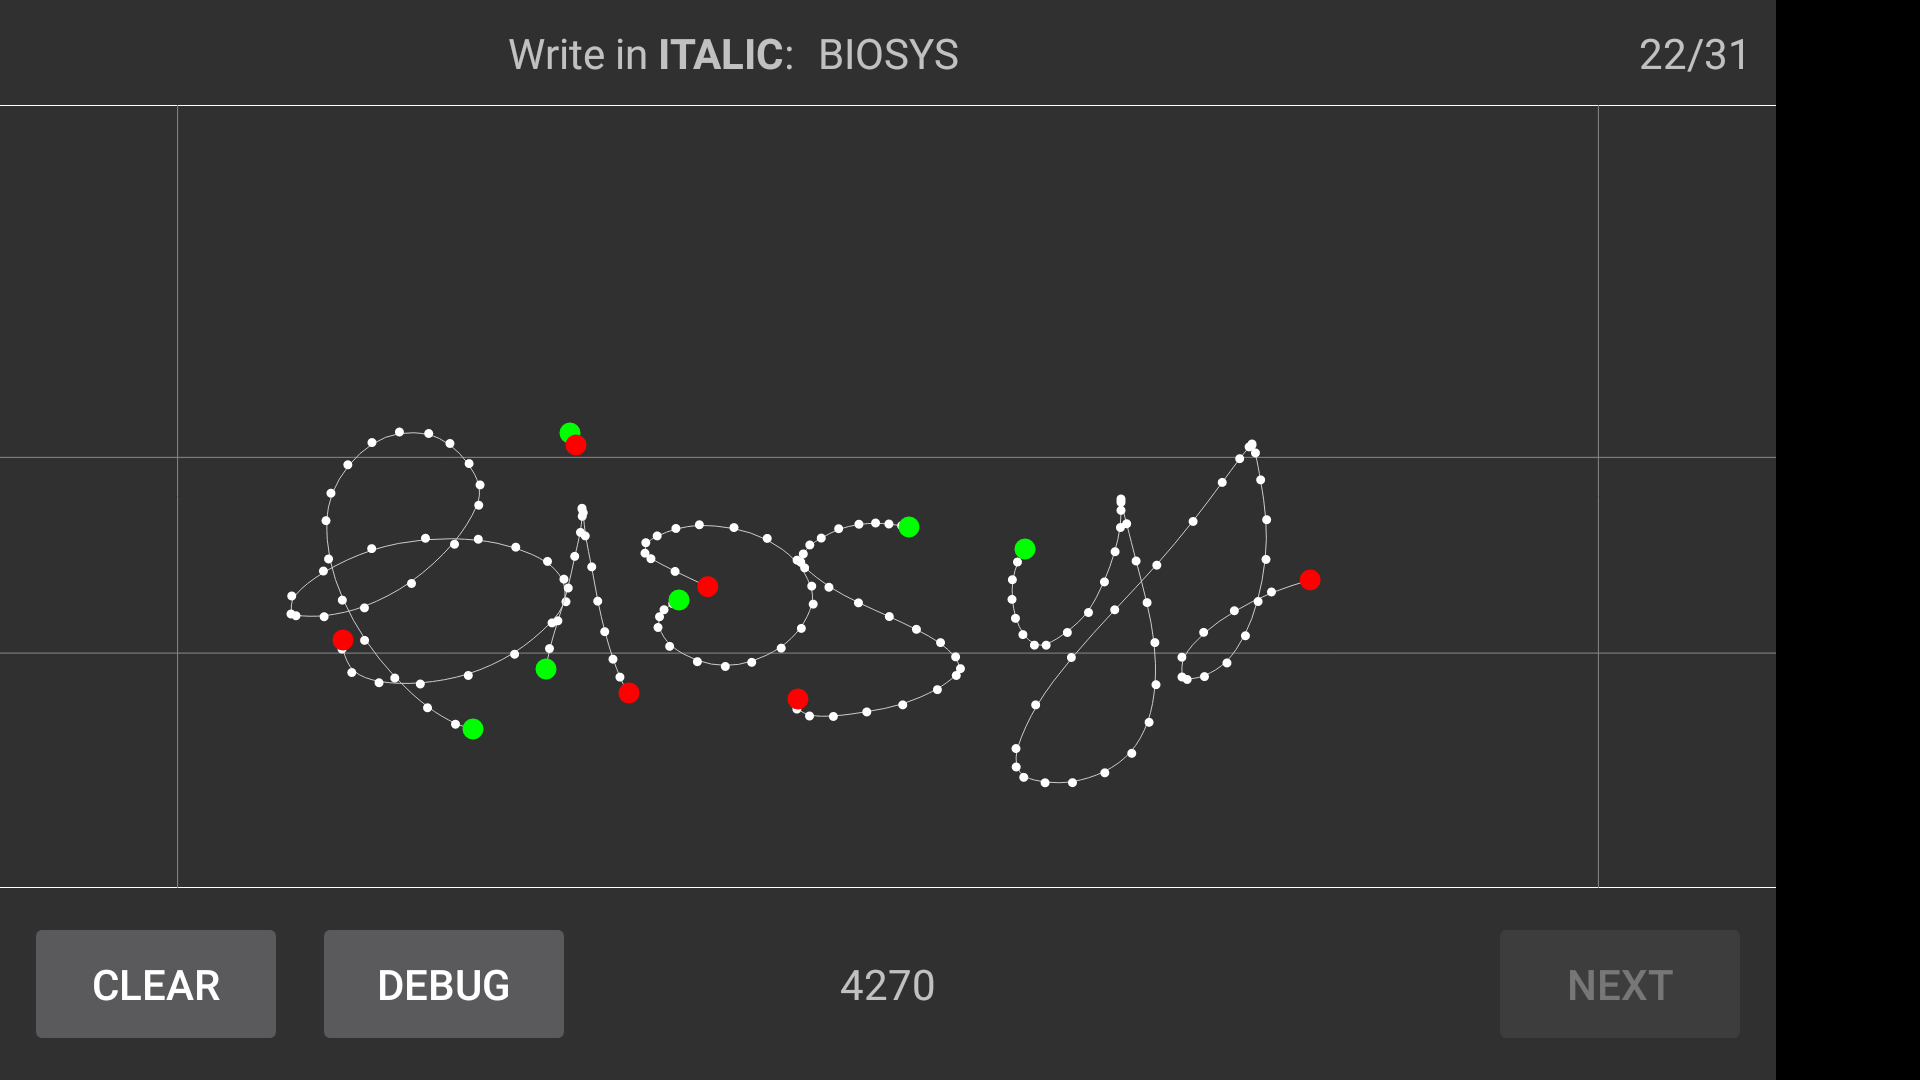 Write in ITALIC: BIOSYS
22/31
Biosys
CLEAR
DEBUG
4270
NEXT